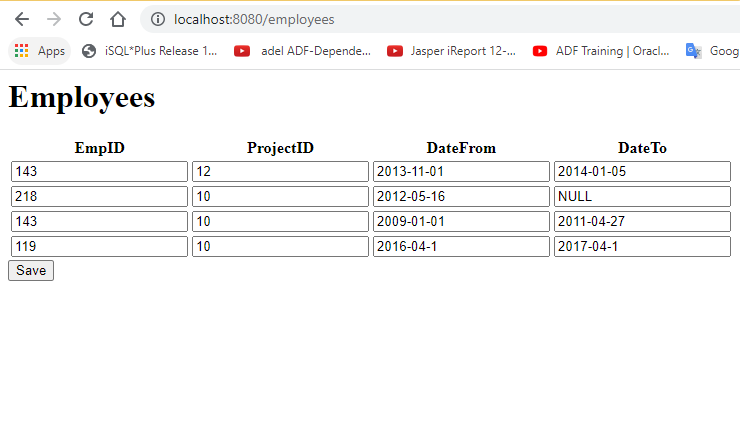 localhost:8080/employees
Apps iSQL*Plus Release 1... adel ADF-Depende... Jasper iReport 12-... ADF Training | Oracl... Goog
Employees
EmpID ProjectID DateFrom DateTo
143 12 2013-11-01 2014-01-05
218 10 2012-05-16 NULL
143 10 2009-01-01 2011-04-27
119 10 2016-04-1 2017-04-1
Save